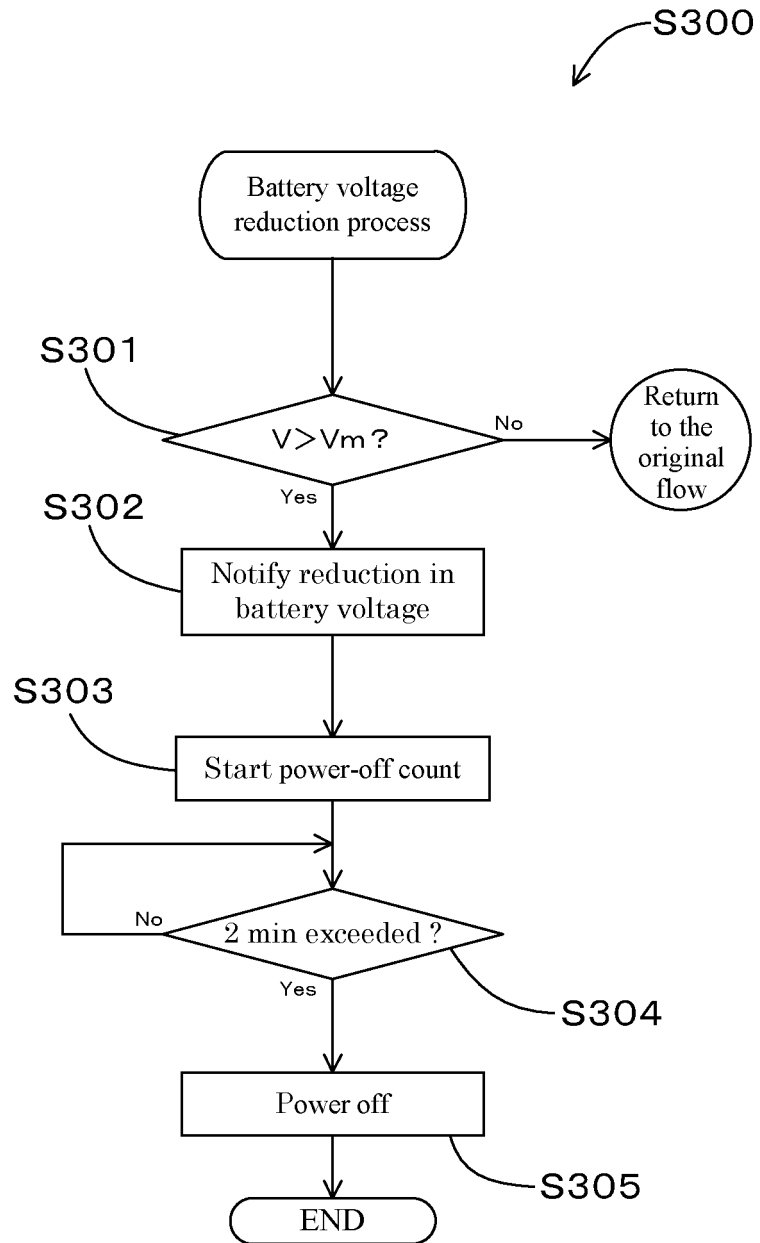 S300
Battery voltage
reduction process
S301
V>Vm?
No
Return
to the
original
flow
Yes
S302
Notify reduction in
battery voltage
S303
Start power-off count
No
2 min exceeded ?
Yes
S304
Power off
S305
END